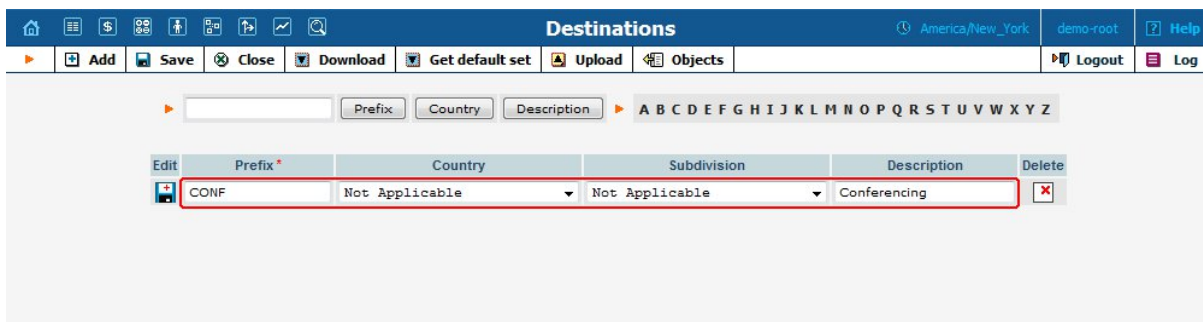 Destinations America/New_York demo-root ? Help
Add Save Close Download Get default set Upload Objects Logout Log
Prefix Country Description A B C D E F G H I J K L M N O P Q R S T U V W X Y Z
Edit Prefix * Country Subdivision Description Delete
CONF Not Applicable Not Applicable Conferencing